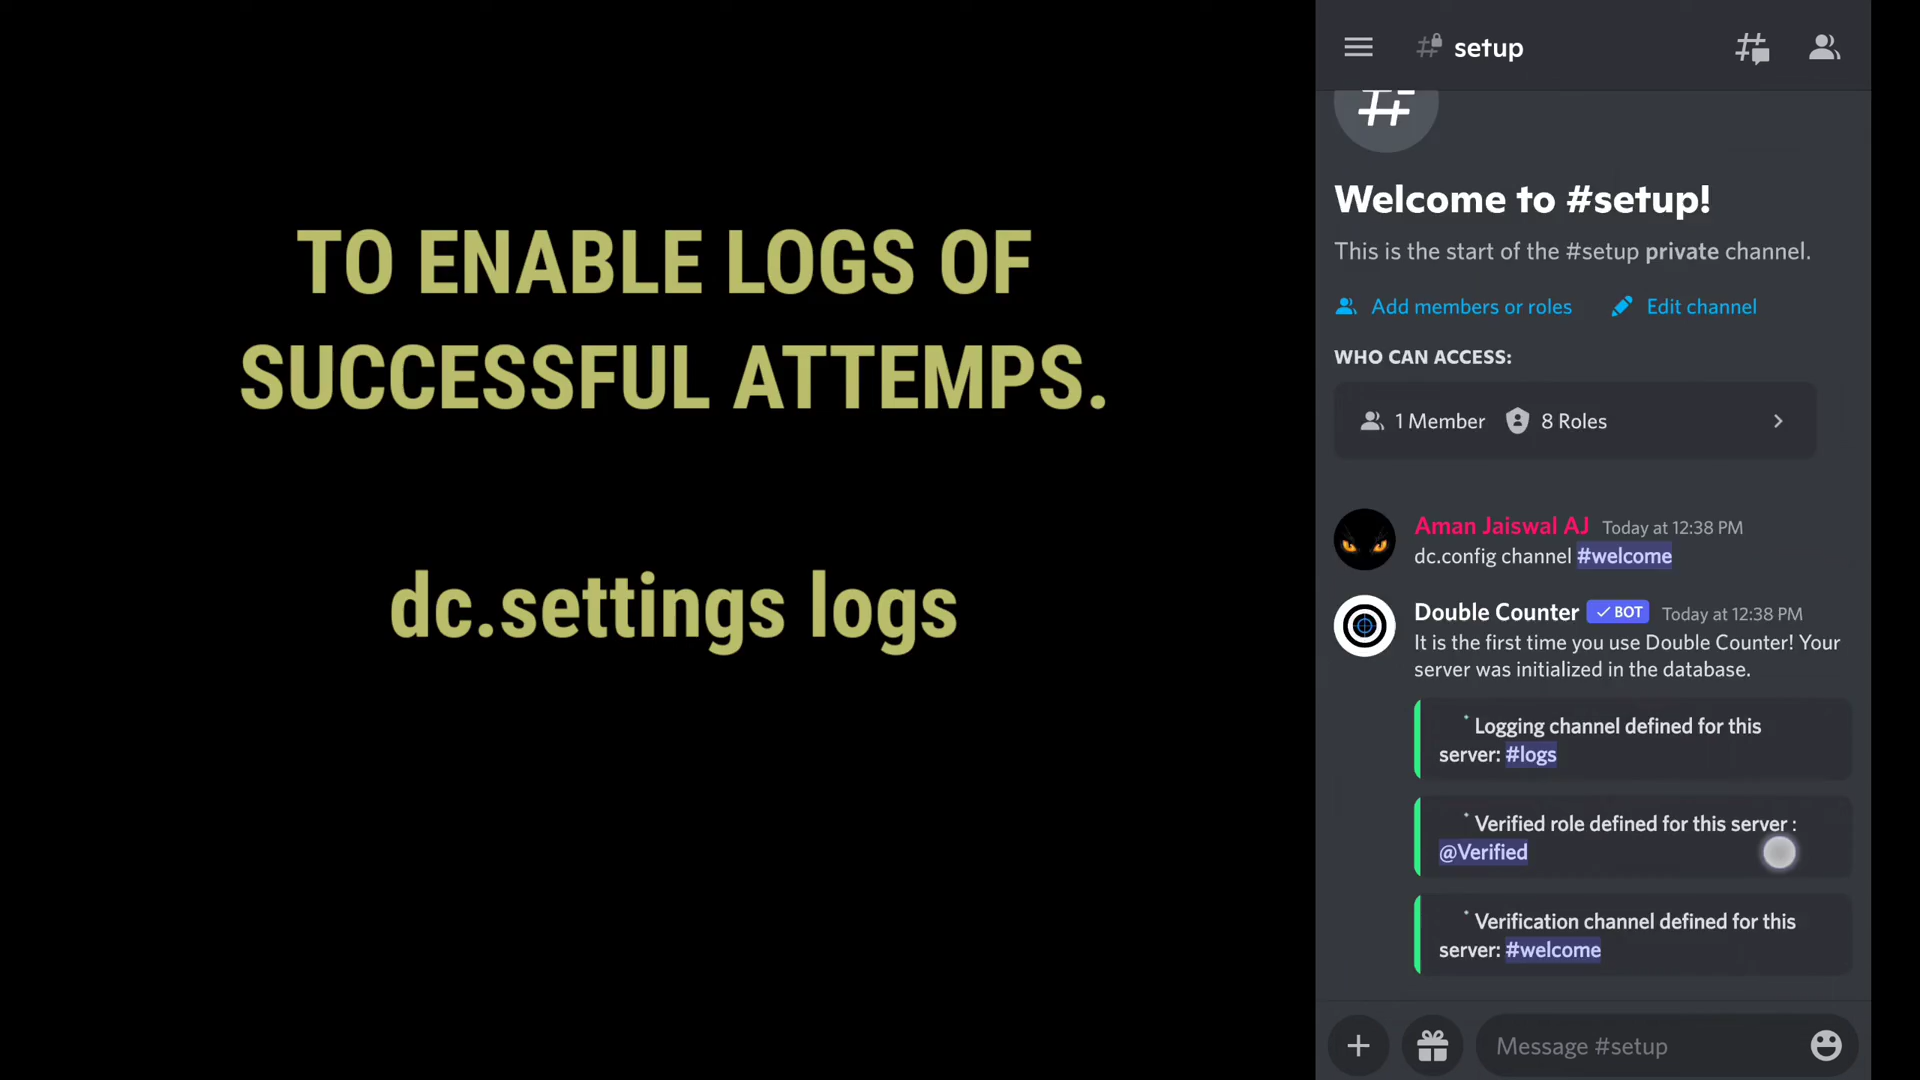 TO ENABLE LOGS OF
SUCCESSFUL ATTEMPS.
dc.settings logs
setup
Welcome to #setup!
This is the start of the #setup private channel.
Add members or roles
Edit channel
WHO CAN ACCESS:
1 Member
8 Roles
Aman Jaiswal AJ Today at 12:38 PM
dc.config channel #welcome
Double Counter BOT Today at 12:38 PM
It is the first time you use Double Counter! Your
server was initialized in the database.
Logging channel defined for this
server: #logs
Verified role defined for this server :
@Verified
Verification channel defined for this
server: #welcome
Message #setup